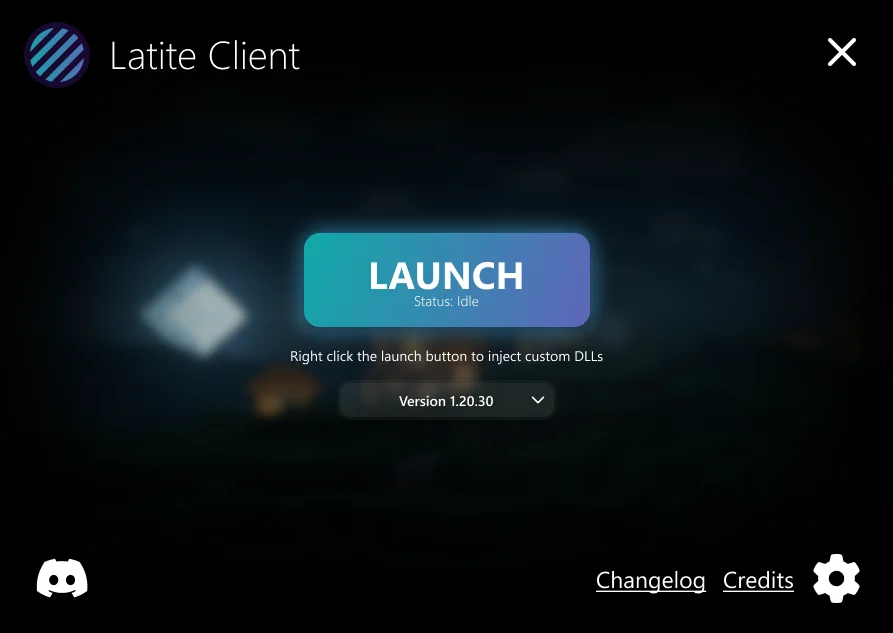 Latite Client
LAUNCH
Status: Idle
Right click the launch button to inject custom DLLs
Version 1.20.30
Changelog
Credits